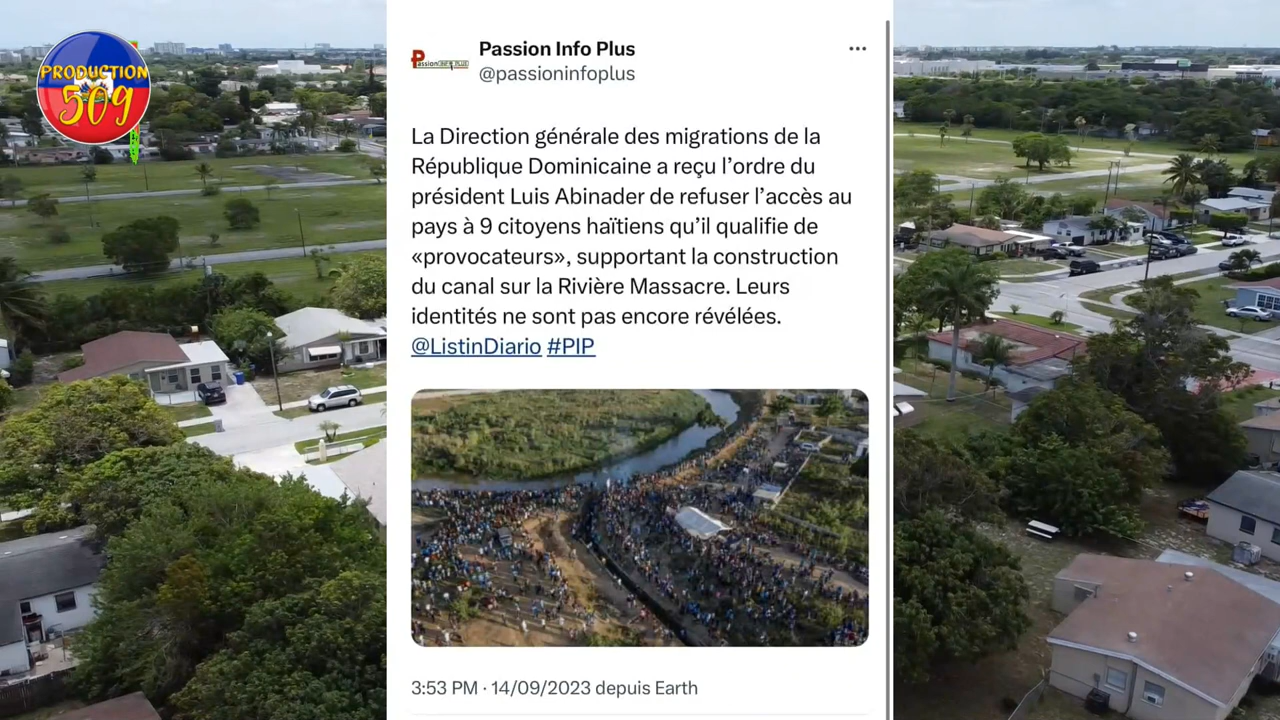 PRODUCTION
509
Passion INFO PLUS
Passion Info Plus
@passioninfoplus
La Direction générale des migrations de la
République Dominicaine a reçu l’ordre du
président Luis Abinader de refuser l’accès au
pays à 9 citoyens haïtiens qu’il qualifie de
«provocateurs», supportant la construction
du canal sur la Rivière Massacre. Leurs
identités ne sont pas encore révélées.
@ListinDiario #PIP
3:53 PM · 14/09/2023 depuis Earth